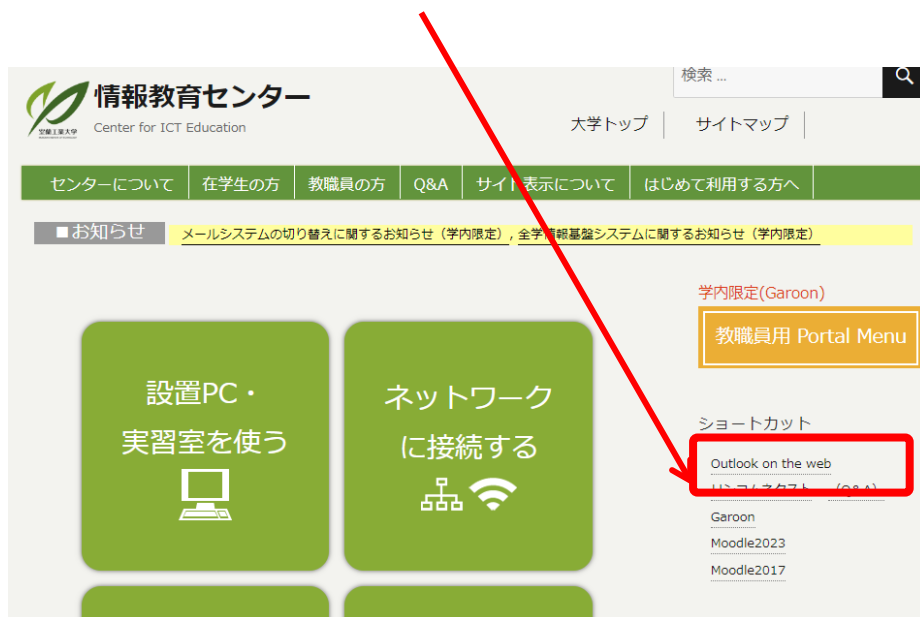 検索 ...
情報教育センター
Center for ICT Education
室蘭工業大学
大学トップ
サイトマップ
センターについて
在学生の方
教職員の方
Q&A
サイト表示について
はじめて利用する方へ
■お知らせ
メールシステムの切り替えに関するお知らせ（学内限定）, 全学情報基盤システムに関するお知らせ（学内限定）
学内限定(Garoon)
教職員用 Portal Menu
設置PC・
実習室を使う
ネットワーク
に接続する
ショートカット
Outlook on the web
(Q&A)
Garoon
Moodle2023
Moodle2017